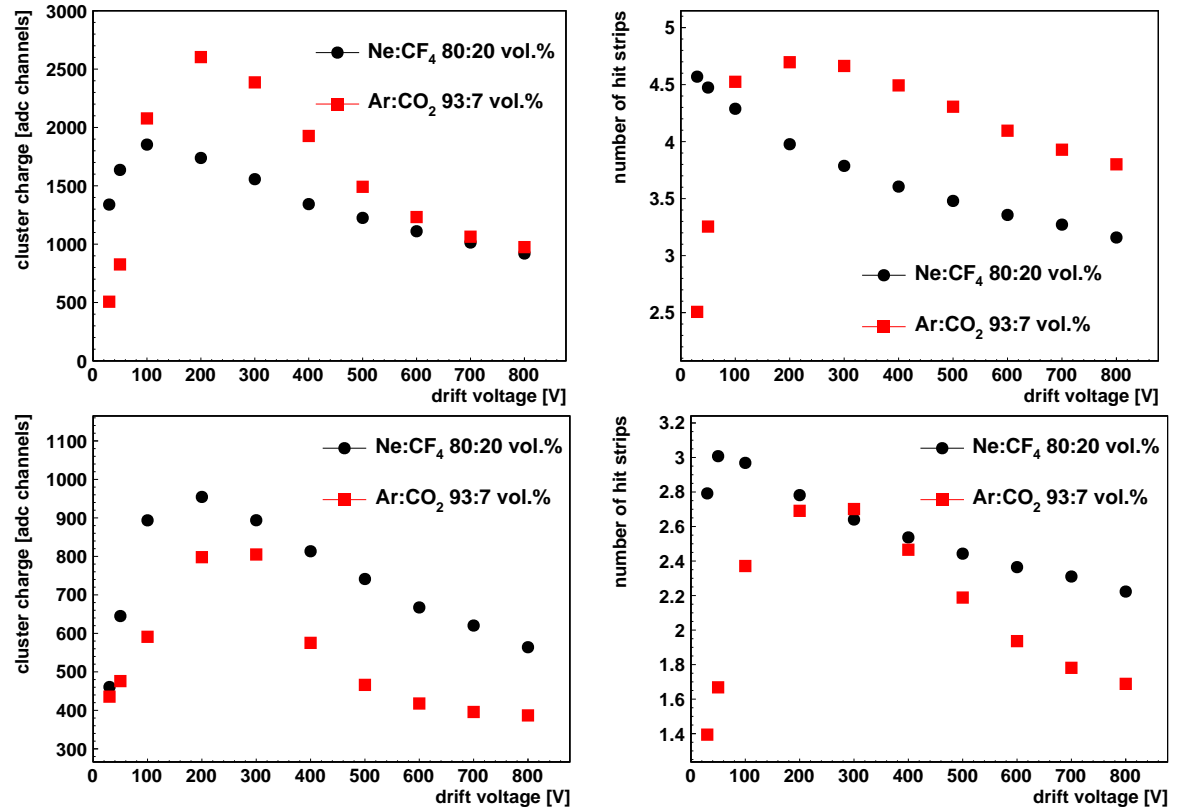 cluster charge [adc channels]
3000
2500
2000
1500
1000
500
0
Ne:CF4 80:20 vol.%
Ar:CO2 93:7 vol.%
0 100 200 300 400 500 600 700 800
drift voltage [V]
number of hit strips
5
4.5
4
3.5
3
2.5
Ne:CF4 80:20 vol.%
Ar:CO2 93:7 vol.%
0 100 200 300 400 500 600 700 800
drift voltage [V]
cluster charge [adc channels]
1100
1000
900
800
700
600
500
400
300
Ne:CF4 80:20 vol.%
Ar:CO2 93:7 vol.%
0 100 200 300 400 500 600 700 800
drift voltage [V]
number of hit strips
3.2
3
2.8
2.6
2.4
2.2
2
1.8
1.6
1.4
Ne:CF4 80:20 vol.%
Ar:CO2 93:7 vol.%
0 100 200 300 400 500 600 700 800
drift voltage [V]